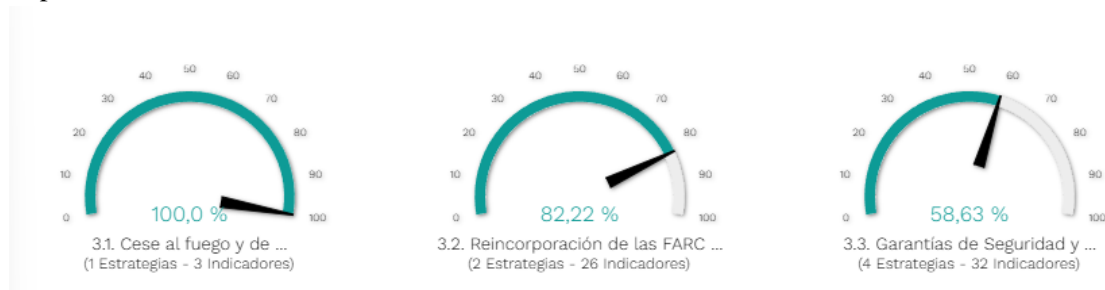 0 10 20 30 40 50 60 70 80 90 100
100,0 %
3.1. Cese al fuego y de ...
(1 Estrategias - 3 Indicadores)
0 10 20 30 40 50 60 70 80 90 100
82,22 %
3.2. Reincorporación de las FARC ...
(2 Estrategias - 26 Indicadores)
0 10 20 30 40 50 60 70 80 90 100
58,63 %
3.3. Garantías de Seguridad y ...
(4 Estrategias - 32 Indicadores)